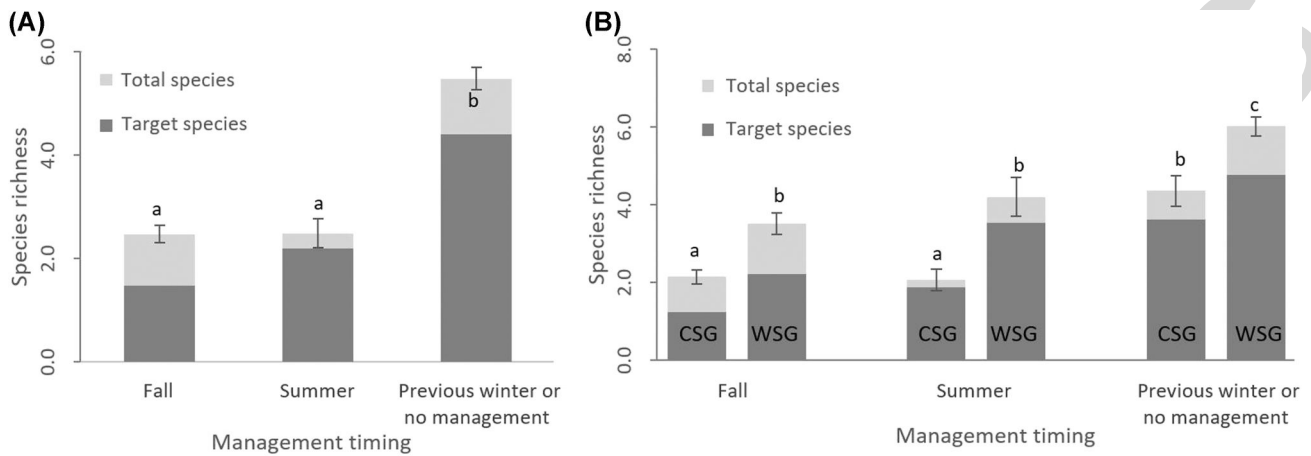 (A)
6.0
4.0
2.0
0.0
Species richness
Total species
Target species
a
a
b
Fall
Summer
Previous winter or
no management
Management timing
(B)
8.0
6.0
4.0
2.0
0.0
Species richness
Total species
Target species
a
b
a
b
b
c
CSG
WSG
CSG
WSG
CSG
WSG
Fall
Summer
Previous winter or
no management
Management timing